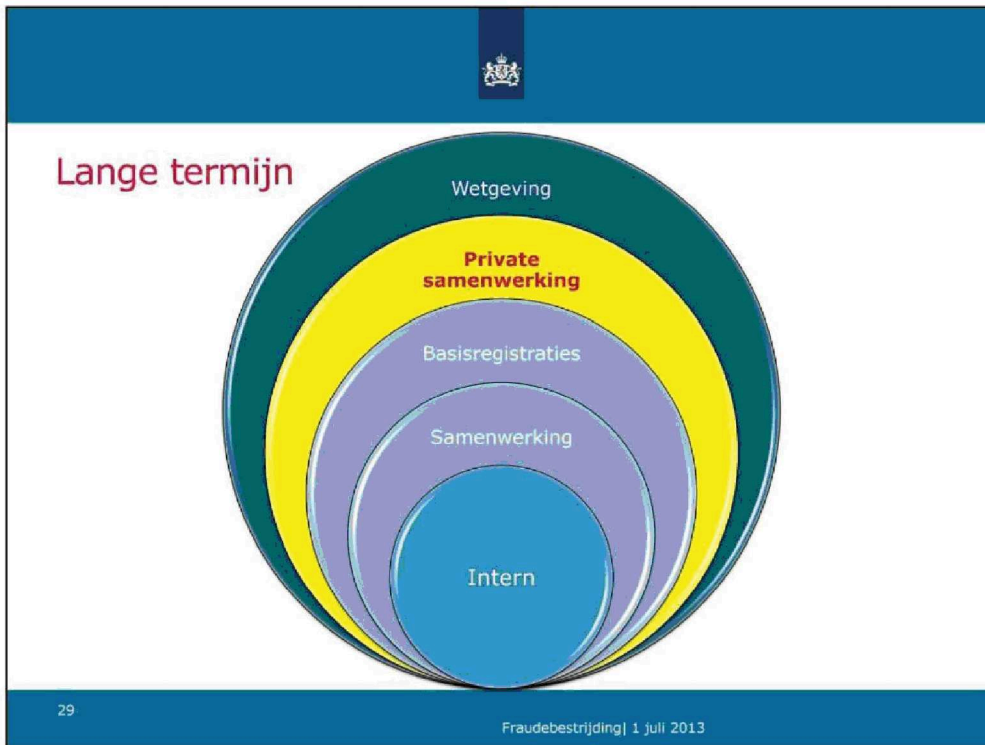 Lange termijn
Wetgeving
Private
samenwerking
Basisregistraties
Samenwerking
Intern
29
Fraudebestrijding| 1 juli 2013